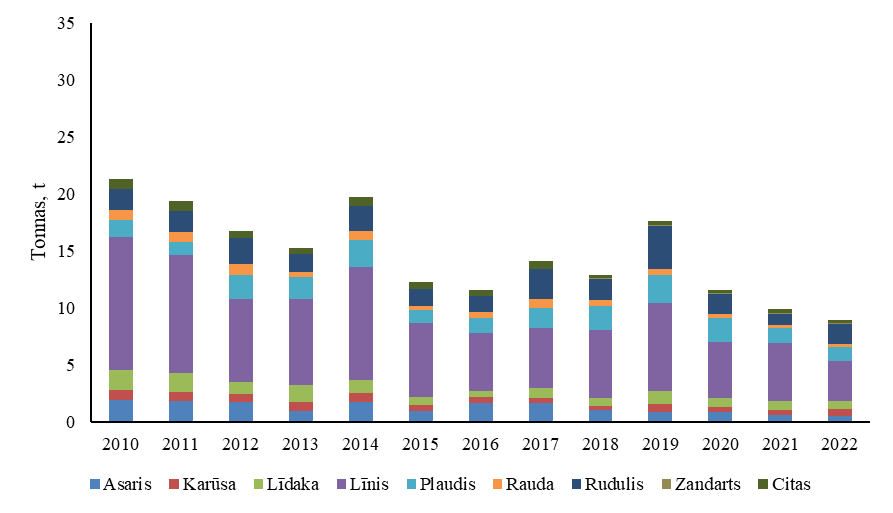 35
30
25
20
15
10
5
0
Tonnas, t
2010 2011 2012 2013 2014 2015 2016 2017 2018 2019 2020 2021 2022
Asaris Karūsa Līdaka Līnis Plaudis Rauda Rudulis Zandarts Citas